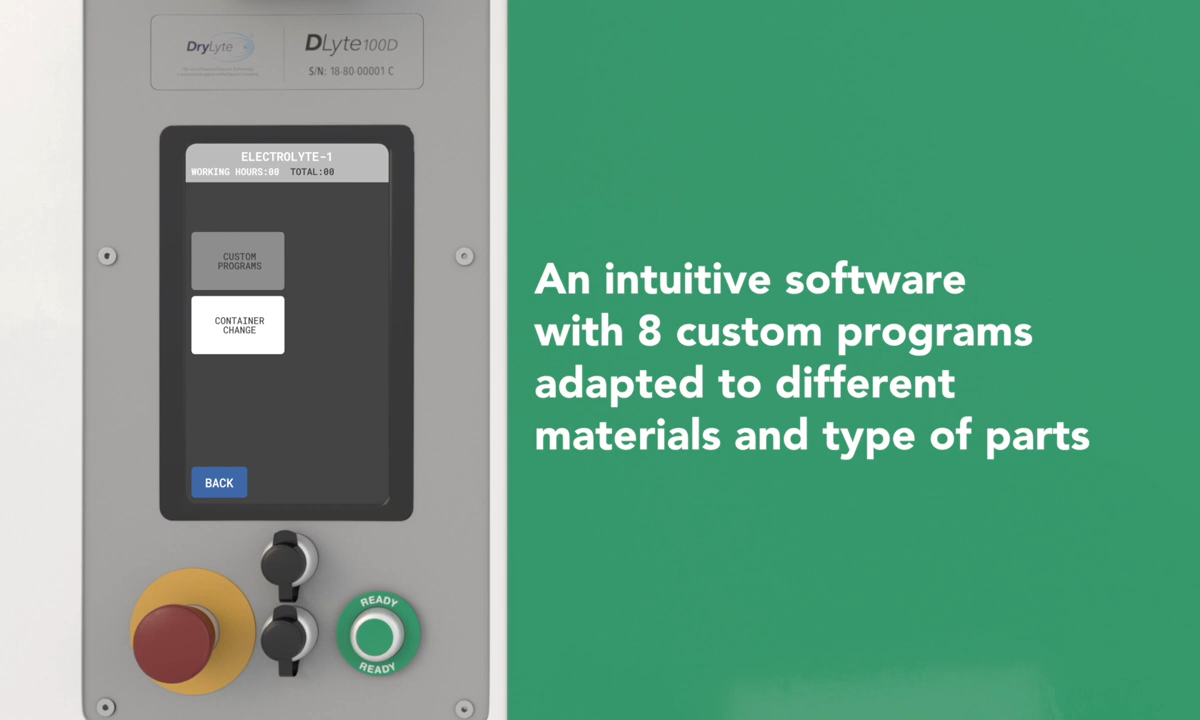 DryLyte
DLyte100D
S/N: 18-80-00001 C
ELECTROLYTE-1
WORKING HOURS:00 TOTAL:00
CUSTOM
PROGRAMS
CONTAINER
CHANGE
BACK
READY
READY
An intuitive software
with 8 custom programs
adapted to different
materials and type of parts